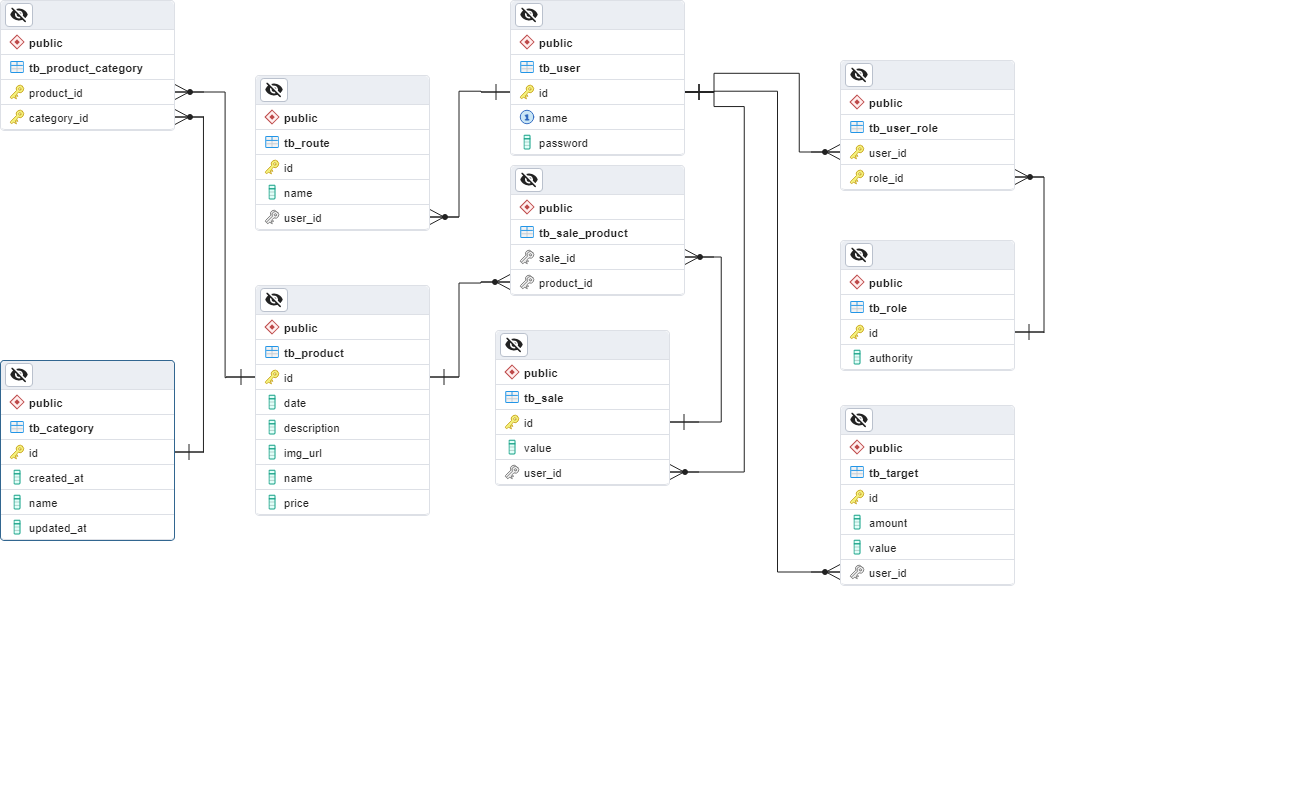 public
tb_product_category
product_id
category_id
public
tb_route
id
name
user_id
public
tb_user
id
1
name
password
public
tb_user_role
user_id
role_id
public
tb_sale_product
sale_id
product_id
public
tb_role
id
authority
public
tb_product
id
date
description
img_url
name
price
public
tb_sale
id
value
user_id
public
tb_category
id
created_at
name
updated_at
public
tb_target
id
amount
value
user_id